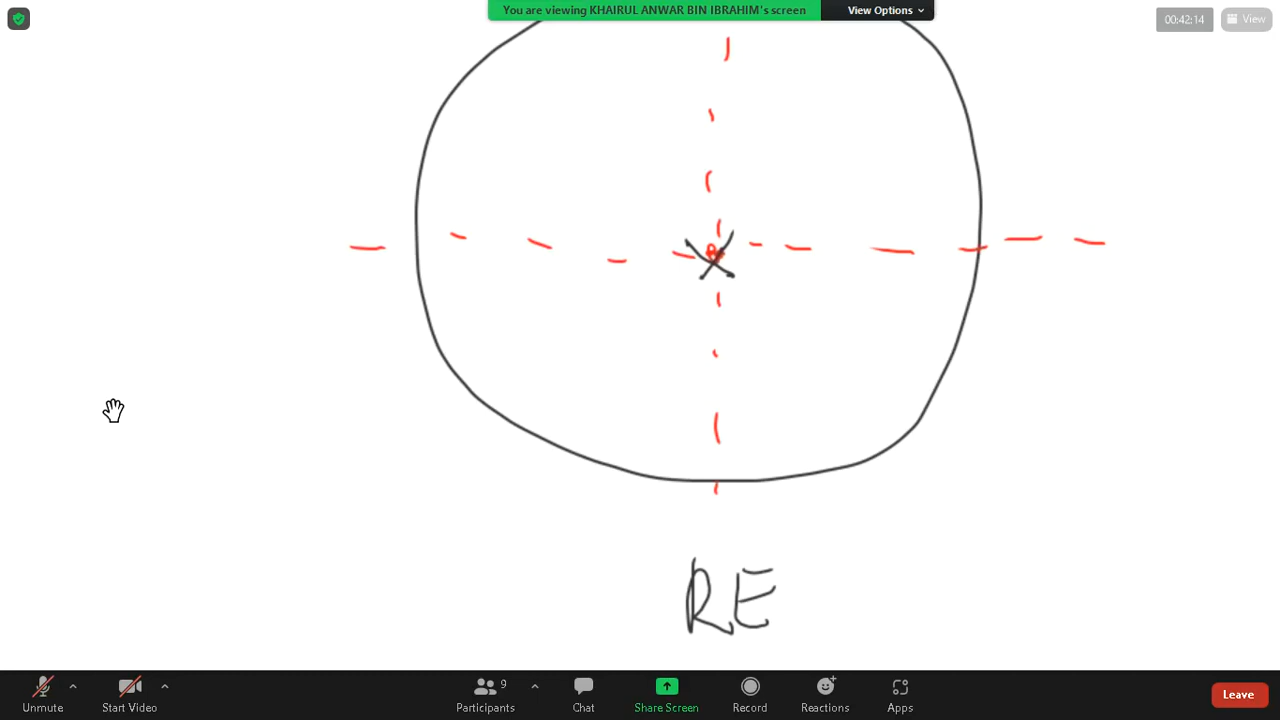 You are viewing KHAIRUL ANWAR BIN IBRAHIM's screen
View Options
00:42:14
View
RE
Unmute
Start Video
Participants
9
Chat
Share Screen
Record
Reactions
Apps
Leave